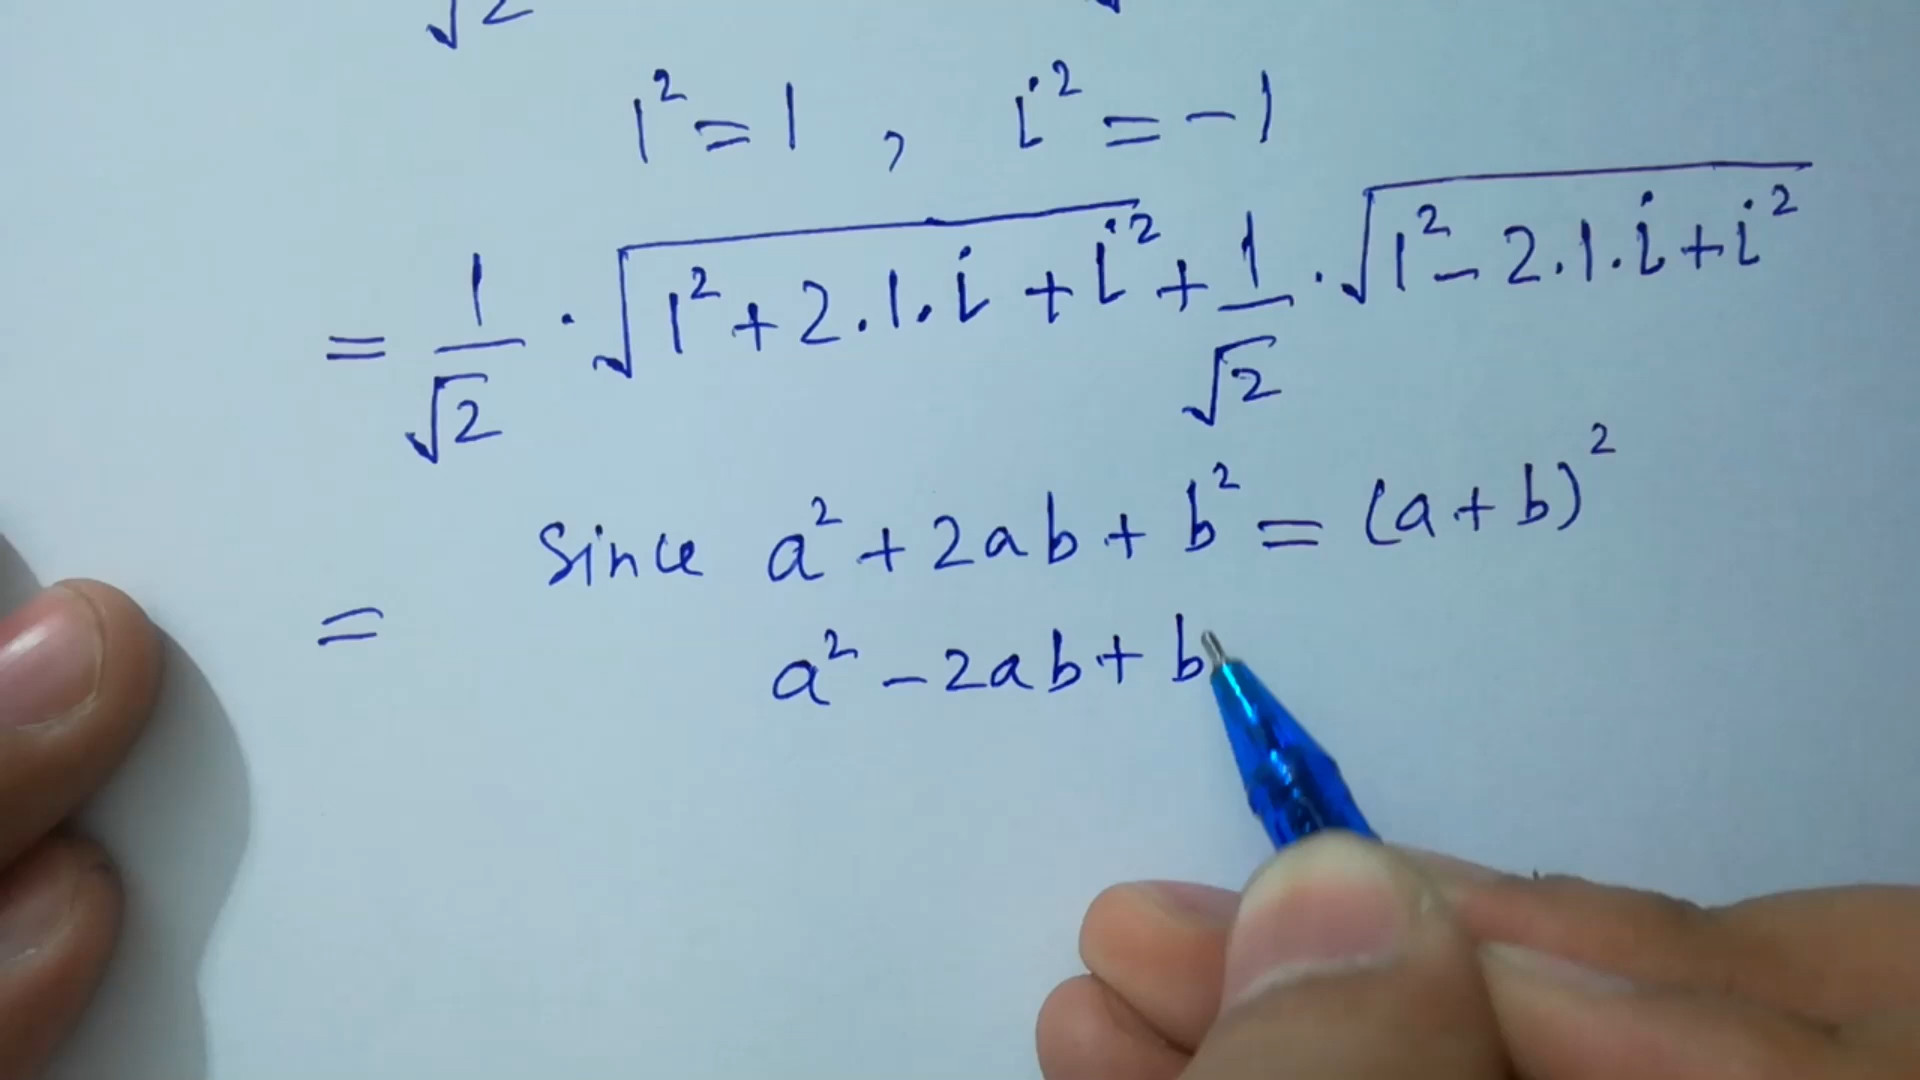 √2
1² = 1 , i² = -1
= 1/√2 · √(1² + 2.1.i + i²) + 1/√2 · √(1² - 2.1.i + i²)
Since a² + 2ab + b² = (a + b)²
= a² - 2ab + b